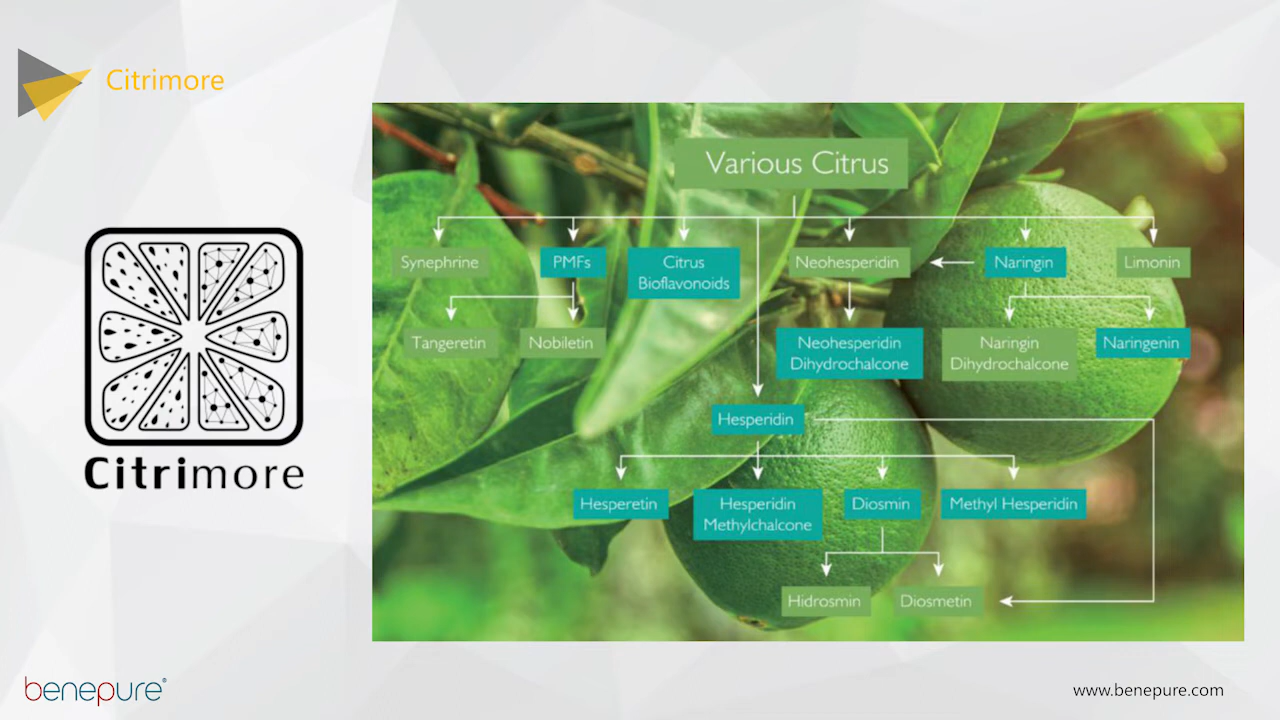 Citrimore
Various Citrus
Synephrine
PMFs
Citrus
Bioflavonoids
Neohesperidin
Naringin
Limonin
Tangeretin
Nobiletin
Neohesperidin
Dihydrochalcone
Naringin
Dihydrochalcone
Naringenin
Hesperidin
Hesperetin
Hesperidin
Methylchalcone
Diosmin
Methyl Hesperidin
Hidrosmin
Diosmetin
Citrimore
benepure®
www.benepure.com